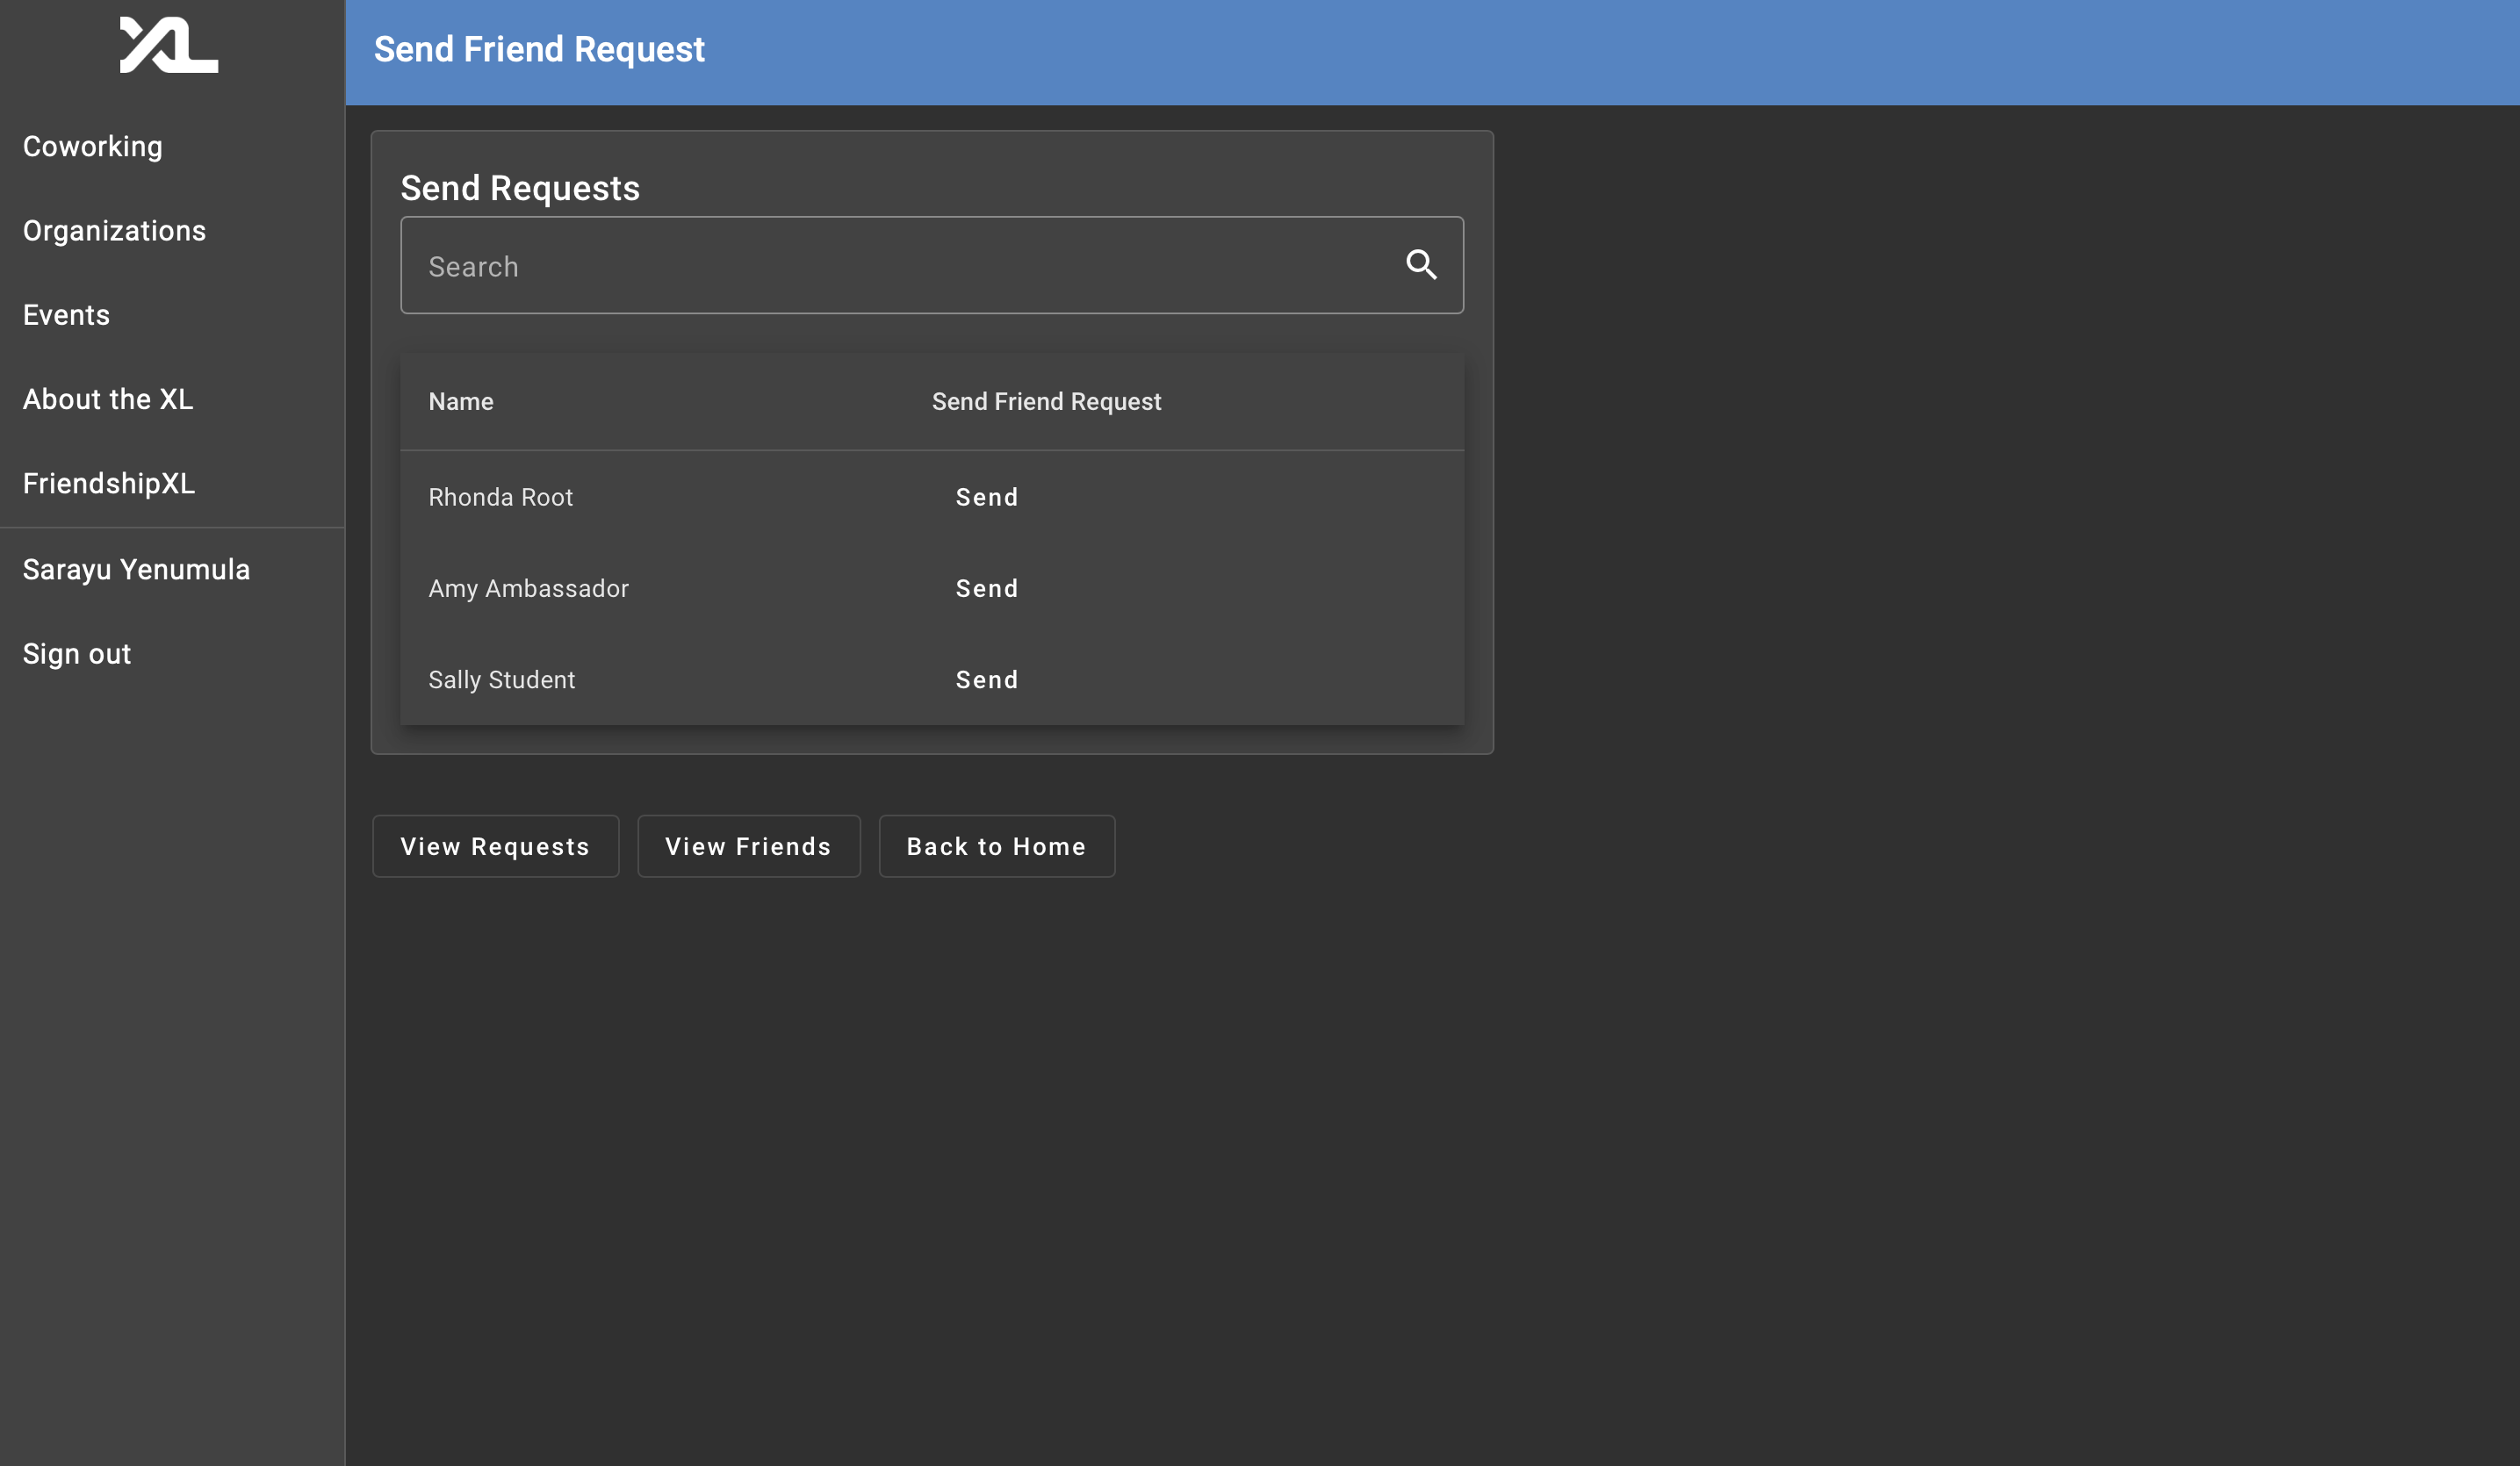 XL
Coworking
Organizations
Events
About the XL
FriendshipXL
Sarayu Yenumula
Sign out
Send Friend Request
Send Requests
Search
Name Send Friend Request
Rhonda Root Send
Amy Ambassador Send
Sally Student Send
View Requests View Friends Back to Home